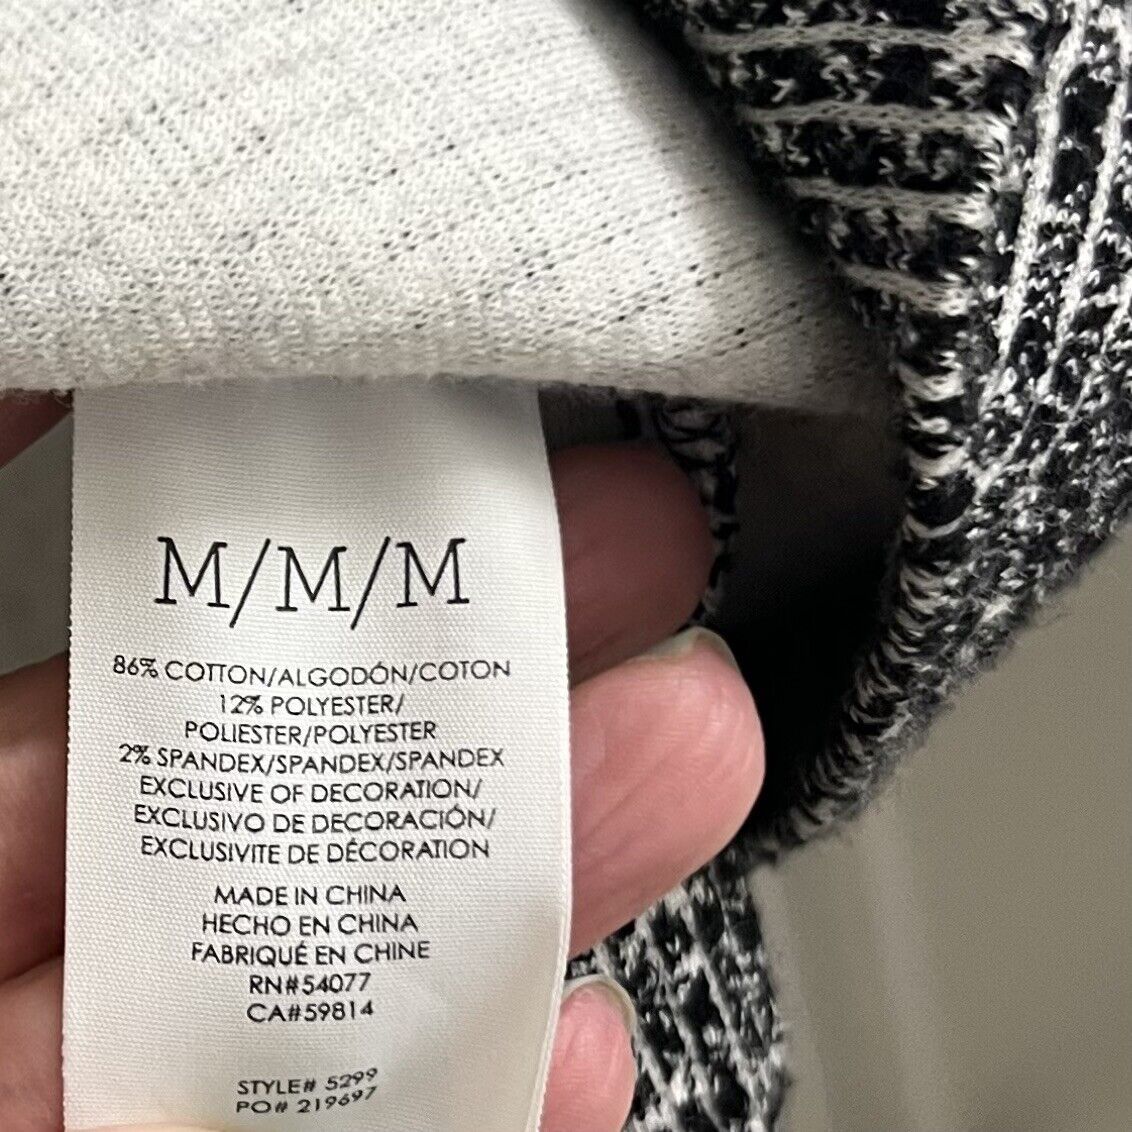 M/M/M
86% COTTON/ALGODÓN/COTON
12% POLYESTER/
POLIESTER/POLYESTER
2% SPANDEX/SPANDEX/SPANDEX
EXCLUSIVE OF DECORATION/
EXCLUSIVO DE DECORACIÓN/
EXCLUSIVITE DE DÉCORATION
MADE IN CHINA
HECHO EN CHINA
FABRIQUÉ EN CHINE
RN#54077
CA#59814
STYLE# 5299
PO# 219697